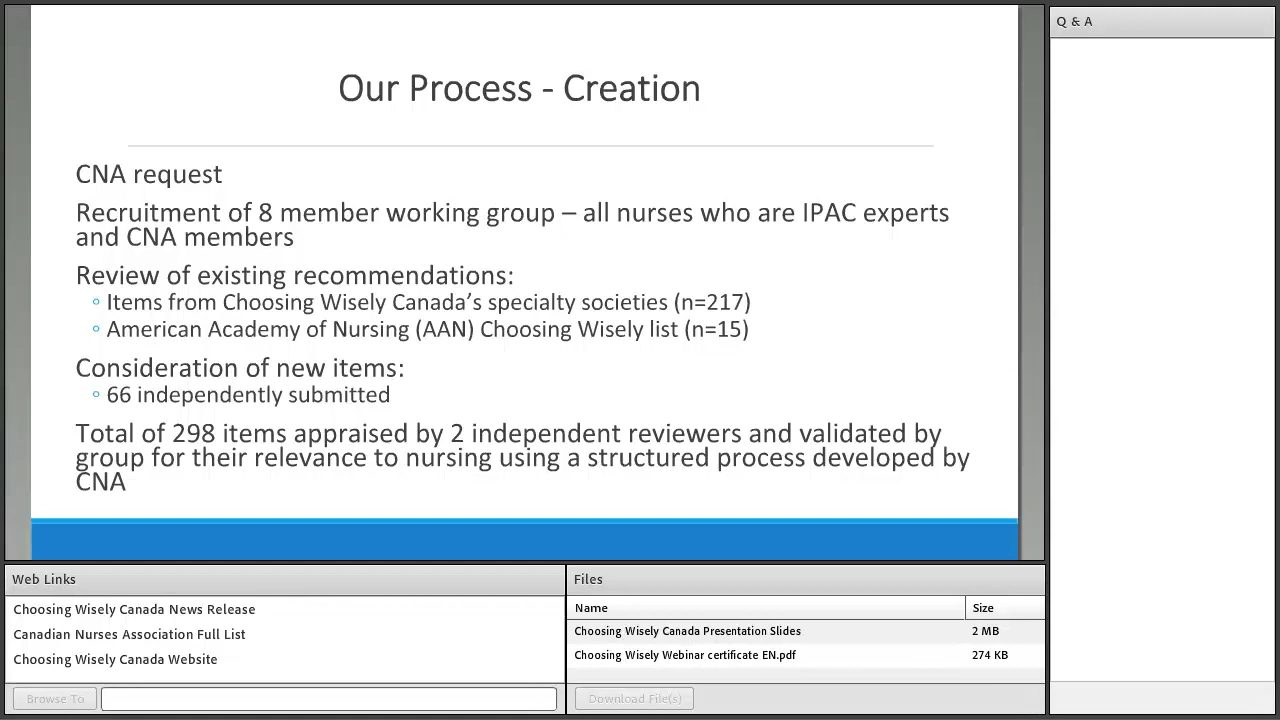 Our Process - Creation
CNA request
Recruitment of 8 member working group – all nurses who are IPAC experts
and CNA members
Review of existing recommendations:
◦ Items from Choosing Wisely Canada's specialty societies (n=217)
◦ American Academy of Nursing (AAN) Choosing Wisely list (n=15)
Consideration of new items:
◦ 66 independently submitted
Total of 298 items appraised by 2 independent reviewers and validated by
group for their relevance to nursing using a structured process developed by
CNA
Q & A
Web Links
Choosing Wisely Canada News Release
Canadian Nurses Association Full List
Choosing Wisely Canada Website
Browse To
Files
Name Size
Choosing Wisely Canada Presentation Slides 2 MB
Choosing Wisely Webinar certificate EN.pdf 274 KB
Download File(s)